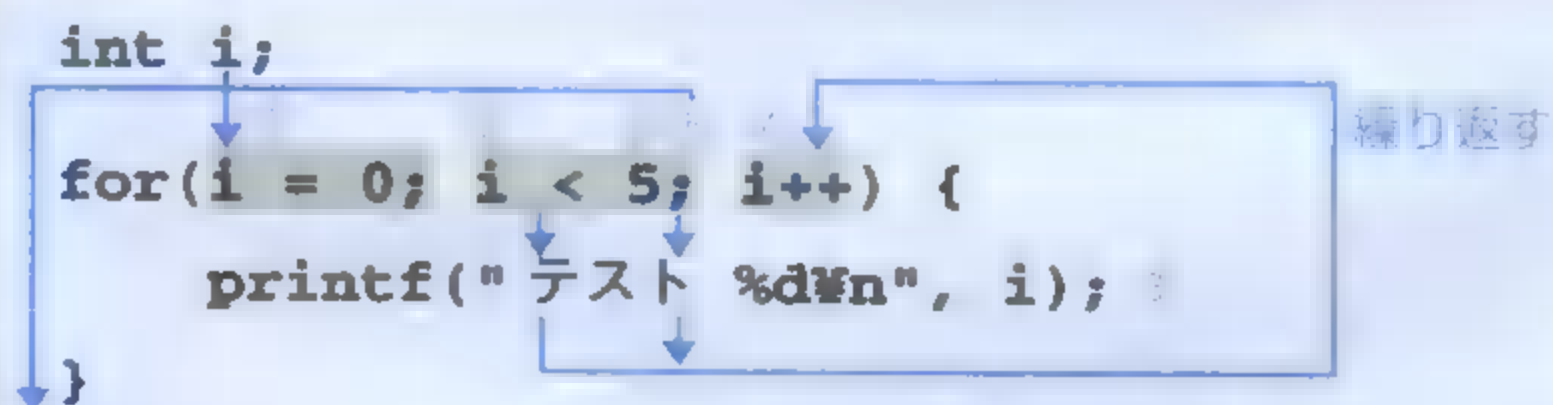 int i;
繰り返す
for(i = 0; i < 5; i++) {
printf("テスト %d¥n", i);
}